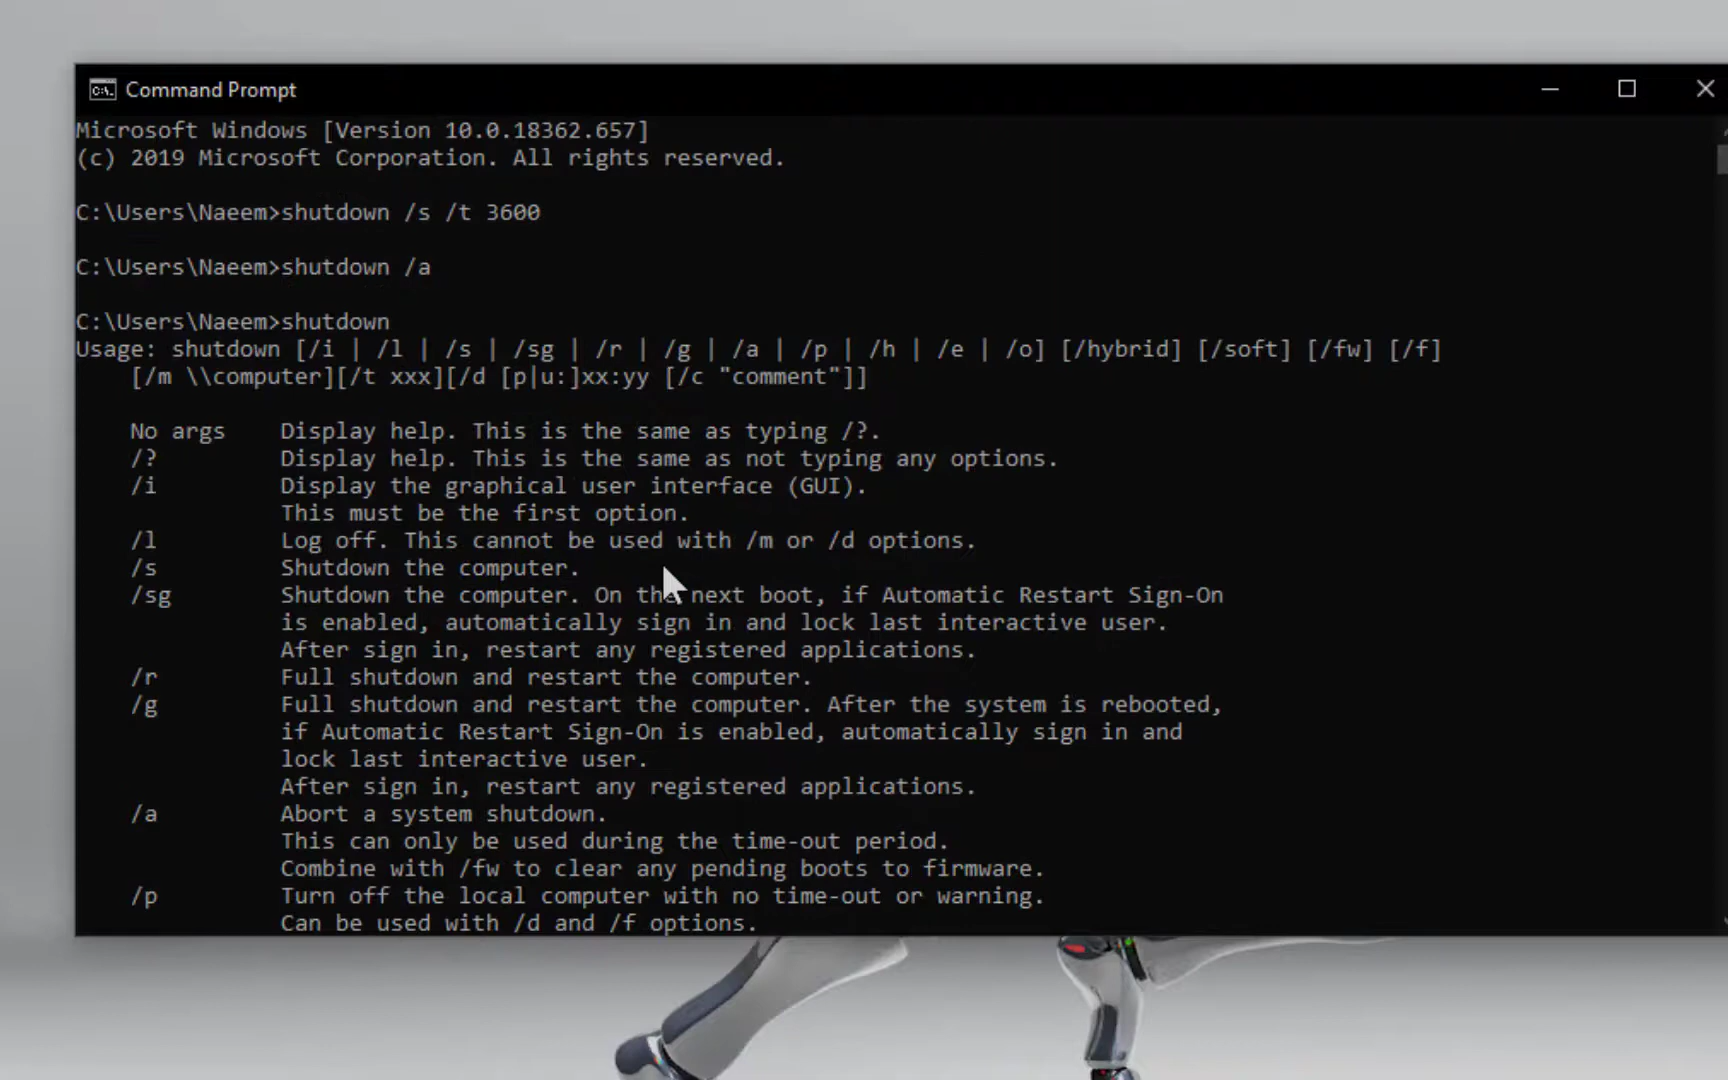 Command Prompt
Microsoft Windows [Version 10.0.18362.657]
(c) 2019 Microsoft Corporation. All rights reserved.
C:\Users\Naeem>shutdown /s /t 3600
C:\Users\Naeem>shutdown /a
C:\Users\Naeem>shutdown
Usage: shutdown [/i | /l | /s | /sg | /r | /g | /a | /p | /h | /e | /o] [/hybrid] [/soft] [/fw] [/f]
[/m \\computer][/t xxx][/d [p|u:]xx:yy [/c "comment"]]
No args Display help. This is the same as typing /?.
/? Display help. This is the same as not typing any options.
/i Display the graphical user interface (GUI).
This must be the first option.
/l Log off. This cannot be used with /m or /d options.
/s Shutdown the computer.
/sg Shutdown the computer. On the next boot, if Automatic Restart Sign-On
is enabled, automatically sign in and lock last interactive user.
After sign in, restart any registered applications.
/r Full shutdown and restart the computer.
/g Full shutdown and restart the computer. After the system is rebooted,
if Automatic Restart Sign-On is enabled, automatically sign in and
lock last interactive user.
After sign in, restart any registered applications.
/a Abort a system shutdown.
This can only be used during the time-out period.
Combine with /fw to clear any pending boots to firmware.
/p Turn off the local computer with no time-out or warning.
Can be used with /d and /f options.